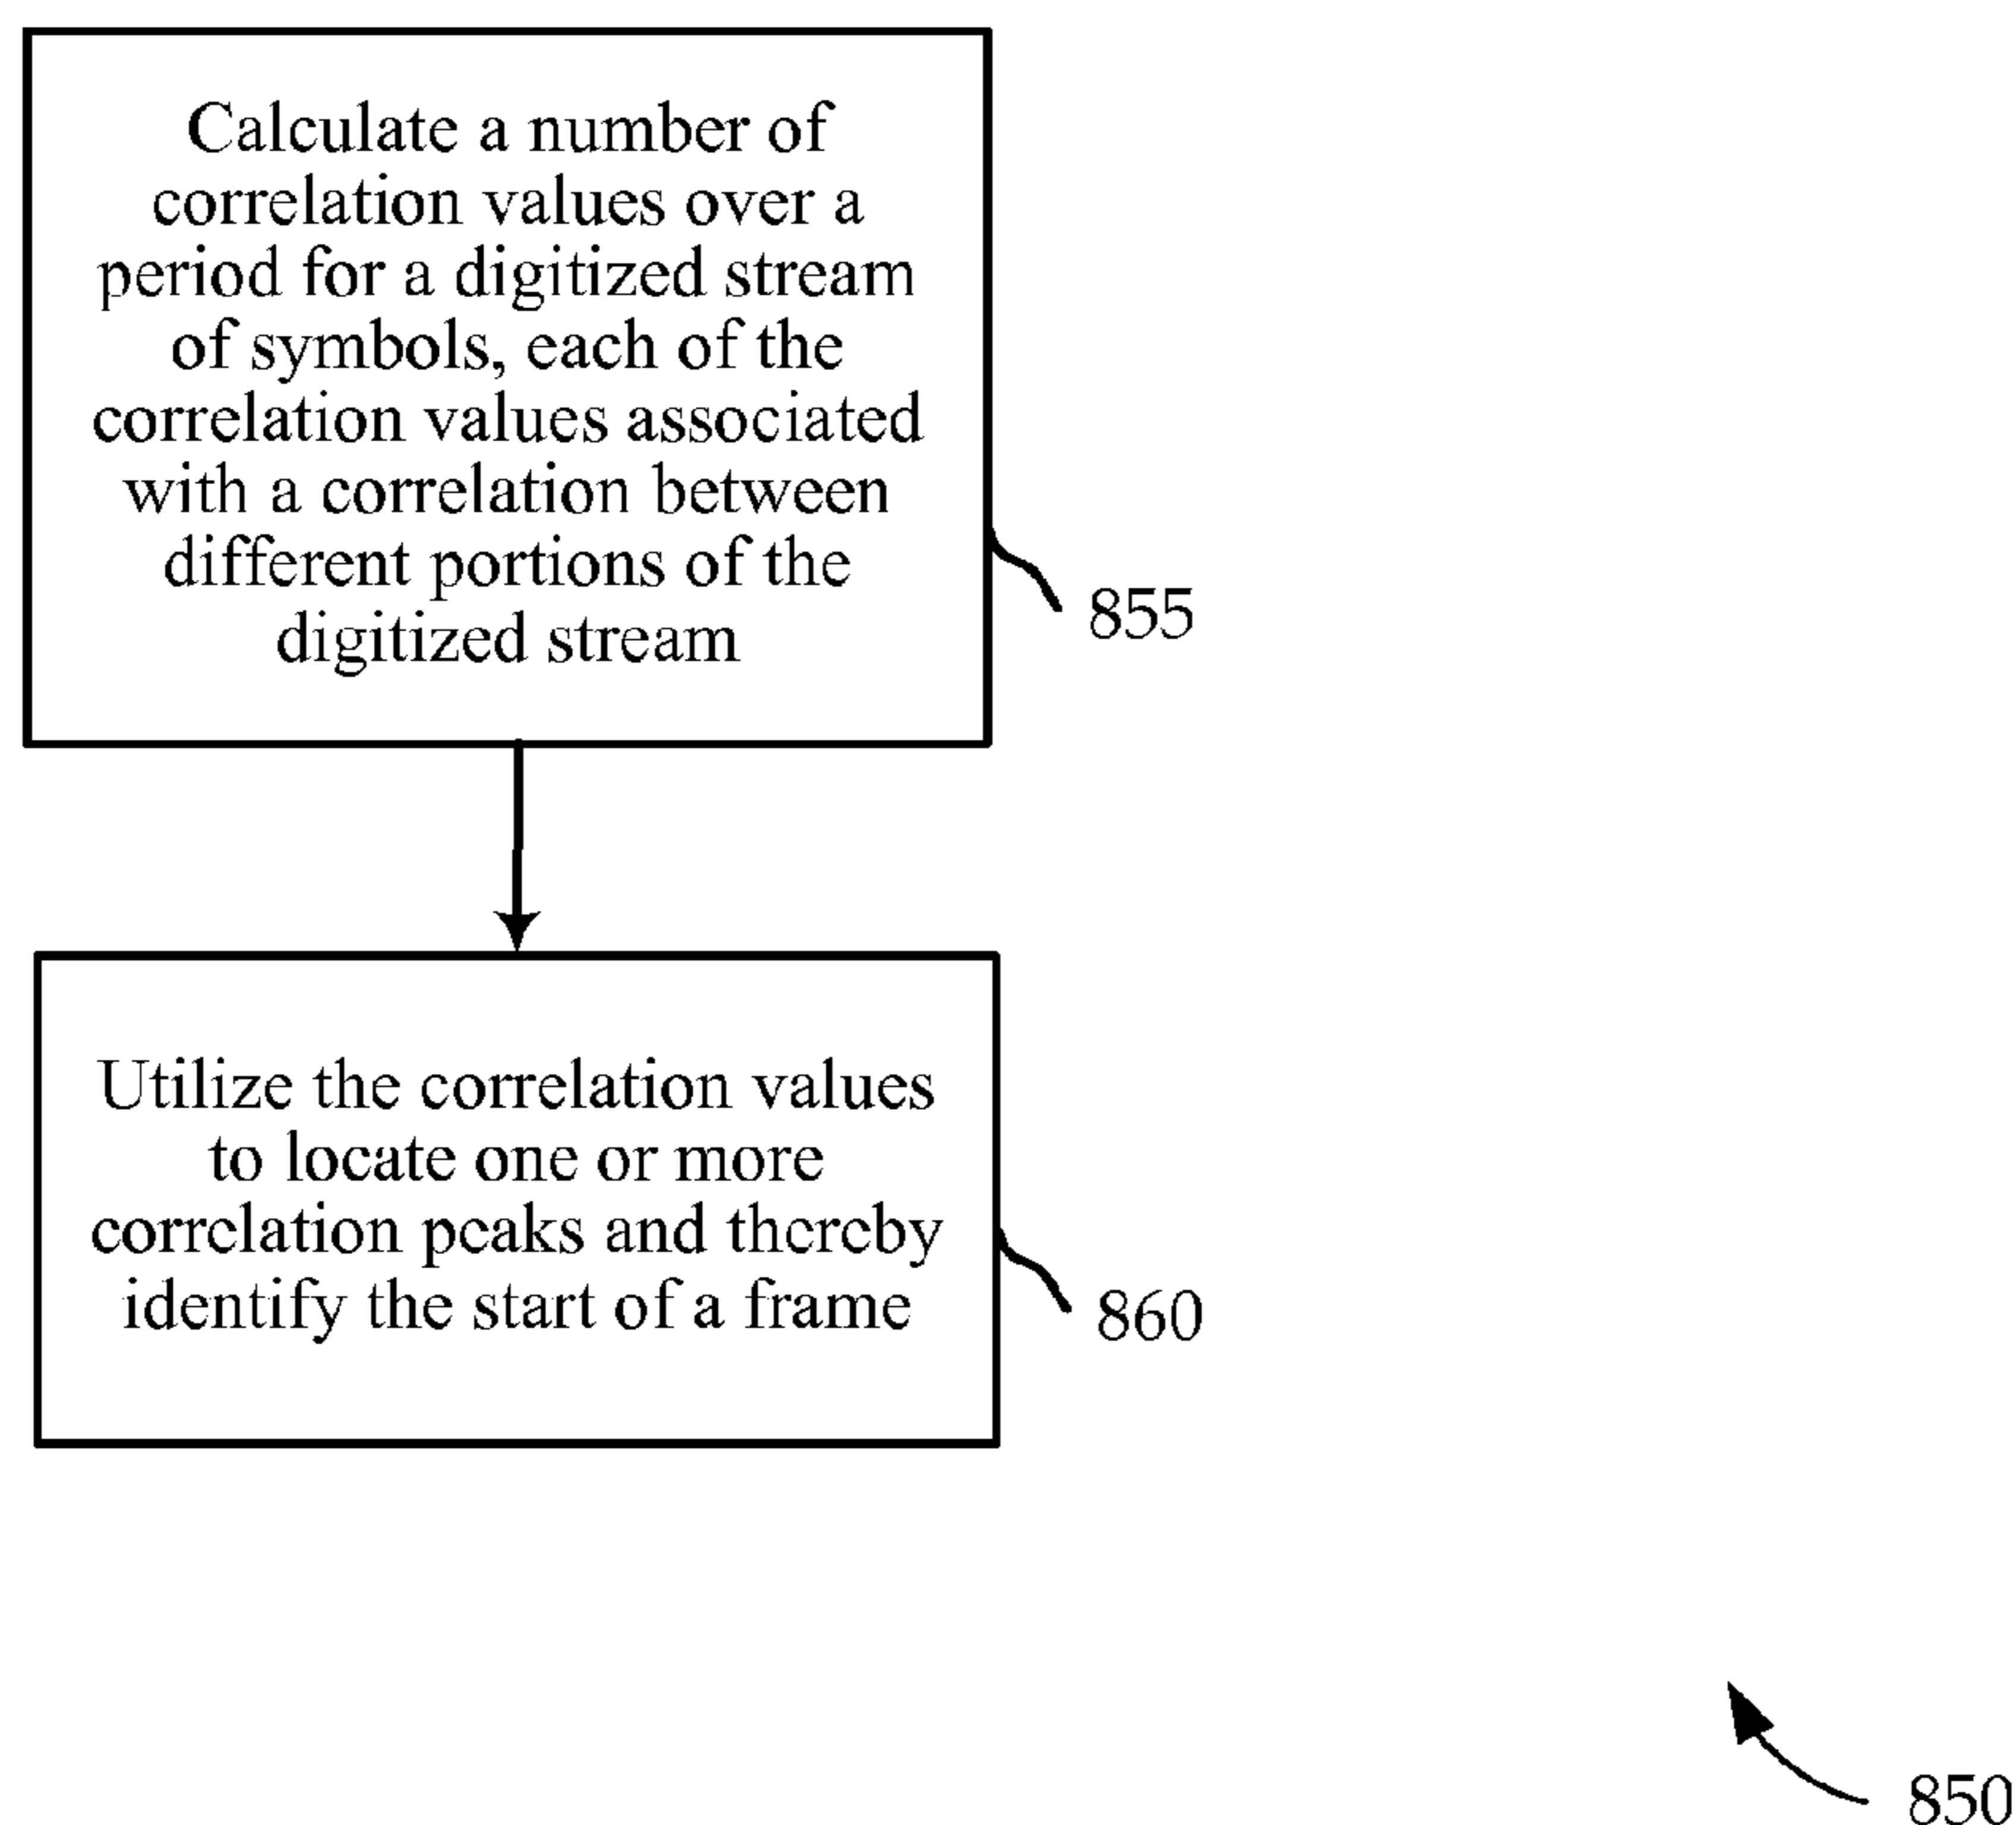 Calculate a number of
correlation values over a
period for a digitized stream
of symbols, each of the
correlation values associated
with a correlation between
different portions of the
digitized stream
855
Utilize the correlation values
to locate one or more
correlation peaks and thereby
identify the start of a frame
860
850